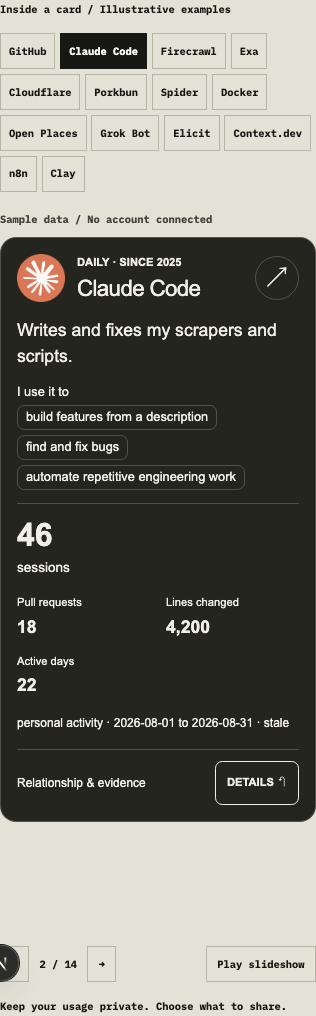 Inside a card / Illustrative examples
GitHub Claude Code Firecrawl Exa
Cloudflare Porkbun Spider Docker
Open Places Grok Bot Elicit Context.dev
n8n Clay
Sample data / No account connected
DAILY · SINCE 2025
Claude Code
Writes and fixes my scrapers and
scripts.
I use it to
build features from a description
find and fix bugs
automate repetitive engineering work
46
sessions
Pull requests Lines changed
18 4,200
Active days
22
personal activity · 2026-08-01 to 2026-08-31 · stale
Relationship & evidence DETAILS
2 / 14 → Play slideshow
Keep your usage private. Choose what to share.